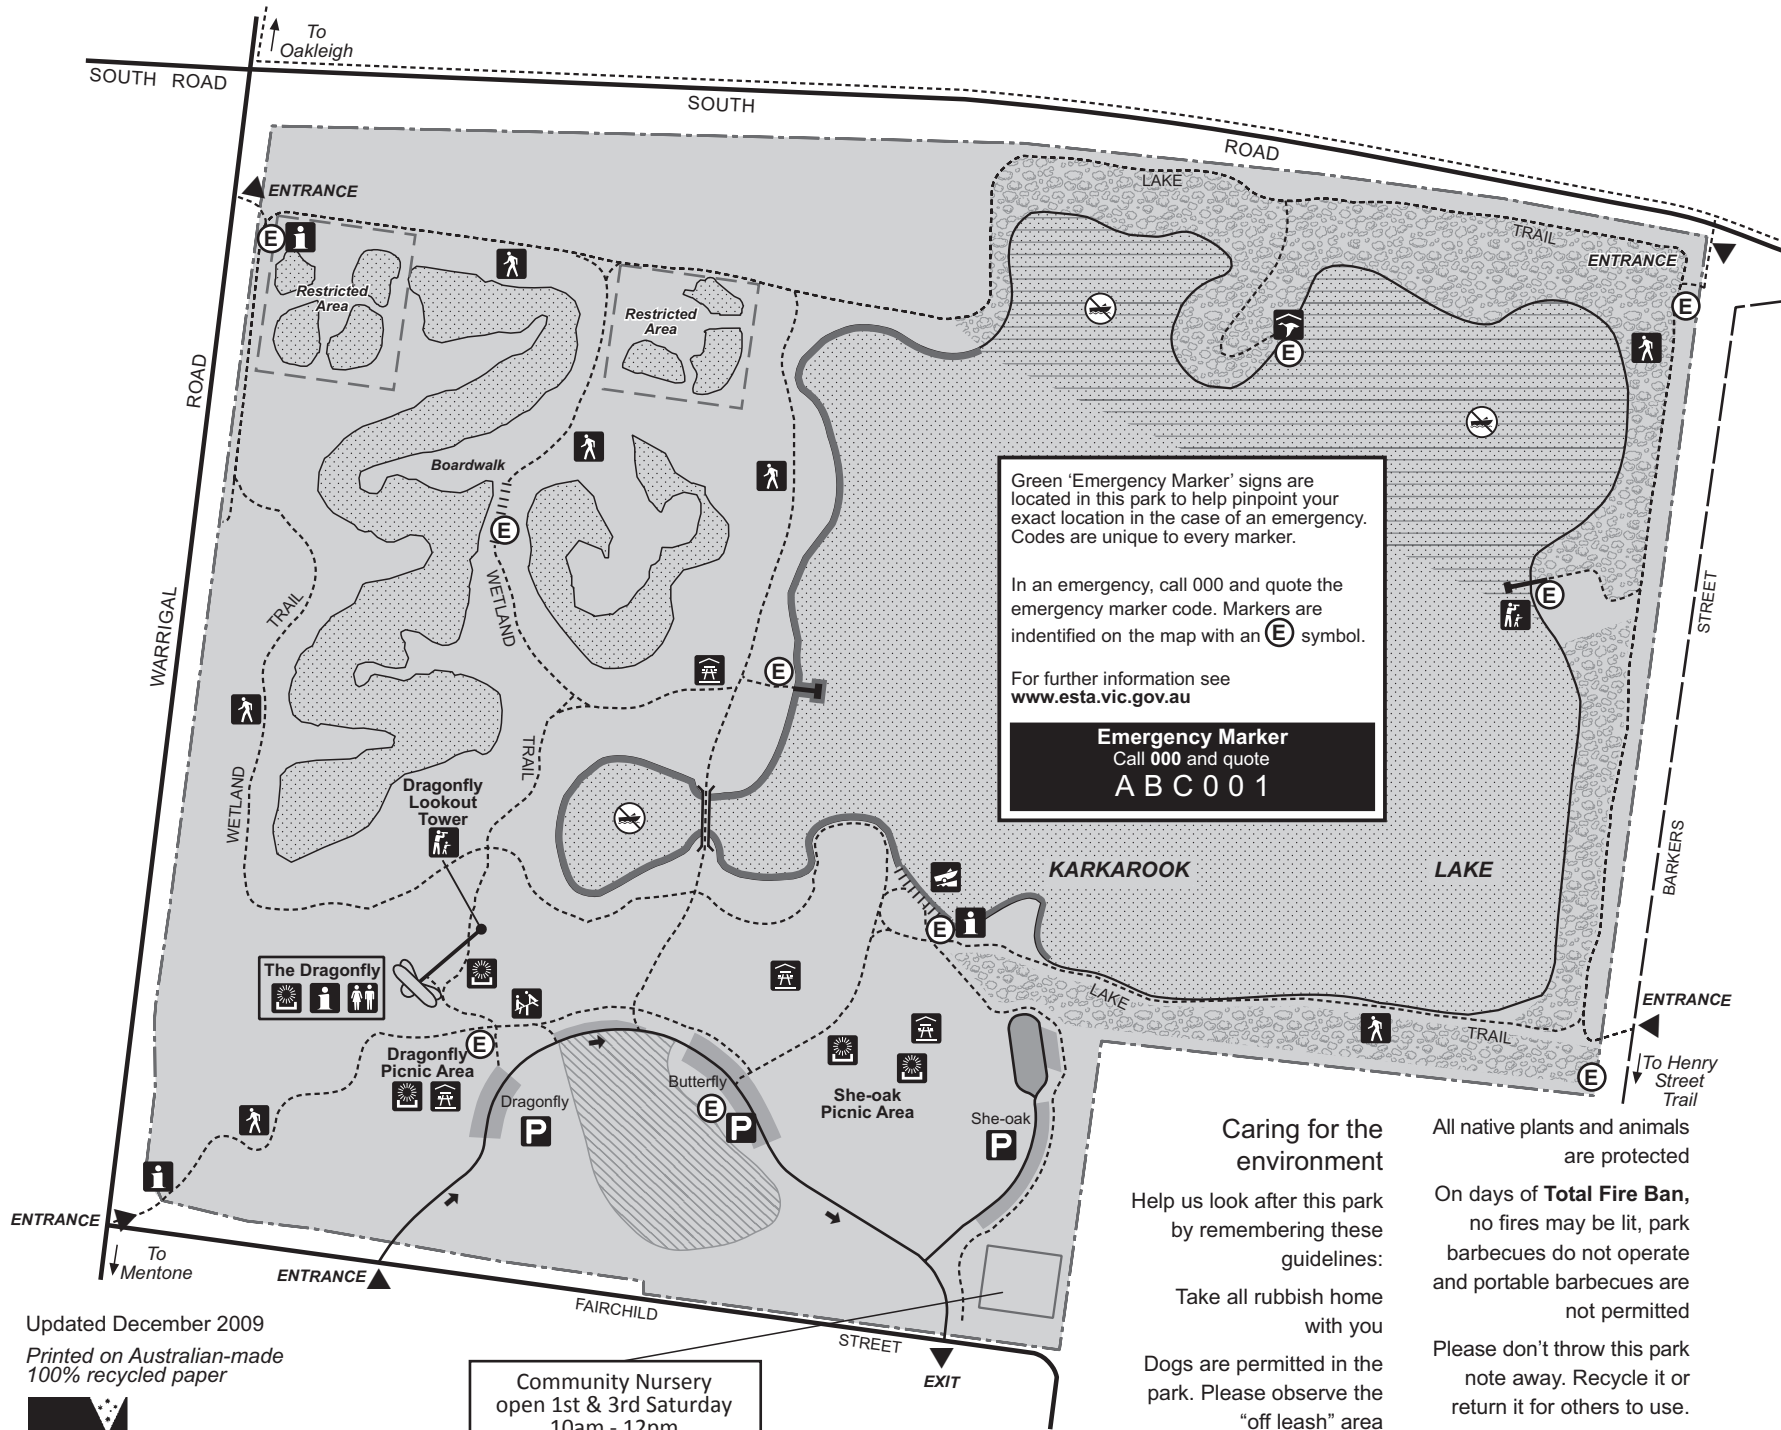 To
Oakleigh
SOUTH ROAD
SOUTH
ROAD
ENTRANCE
LAKE
TRAIL
ENTRANCE
E
i
Restricted
Area
Restricted
Area
E
E
ROAD
Boardwalk
E
Green ‘Emergency Marker’ signs are
located in this park to help pinpoint your
exact location in the case of an emergency.
Codes are unique to every marker.
In an emergency, call 000 and quote the
emergency marker code. Markers are
indentified on the map with an E symbol.
For further information see
www.esta.vic.gov.au
Emergency Marker
Call 000 and quote
ABC001
E
STREET
TRAIL
WETLAND
WARRIGAL
E
TRAIL
WETLAND
Dragonfly
Lookout
Tower
KARKAROOK
LAKE
BARKERS
E
i
The Dragonfly
i
LAKE
TRAIL
ENTRANCE
To Henry
Street
Trail
E
E
Dragonfly
Picnic Area
Dragonfly
P
Butterfly
E
P
She-oak
Picnic Area
She-oak
P
i
ENTRANCE
To
Mentone
ENTRANCE
FAIRCHILD
STREET
EXIT
Caring for the
environment
Help us look after this park
by remembering these
guidelines:
Take all rubbish home
with you
Dogs are permitted in the
park. Please observe the
“off leash” area
All native plants and animals
are protected
On days of Total Fire Ban,
no fires may be lit, park
barbecues do not operate
and portable barbecues are
not permitted
Please don’t throw this park
note away. Recycle it or
return it for others to use.
Updated December 2009
Printed on Australian-made
100% recycled paper
Community Nursery
open 1st & 3rd Saturday
10am - 12pm